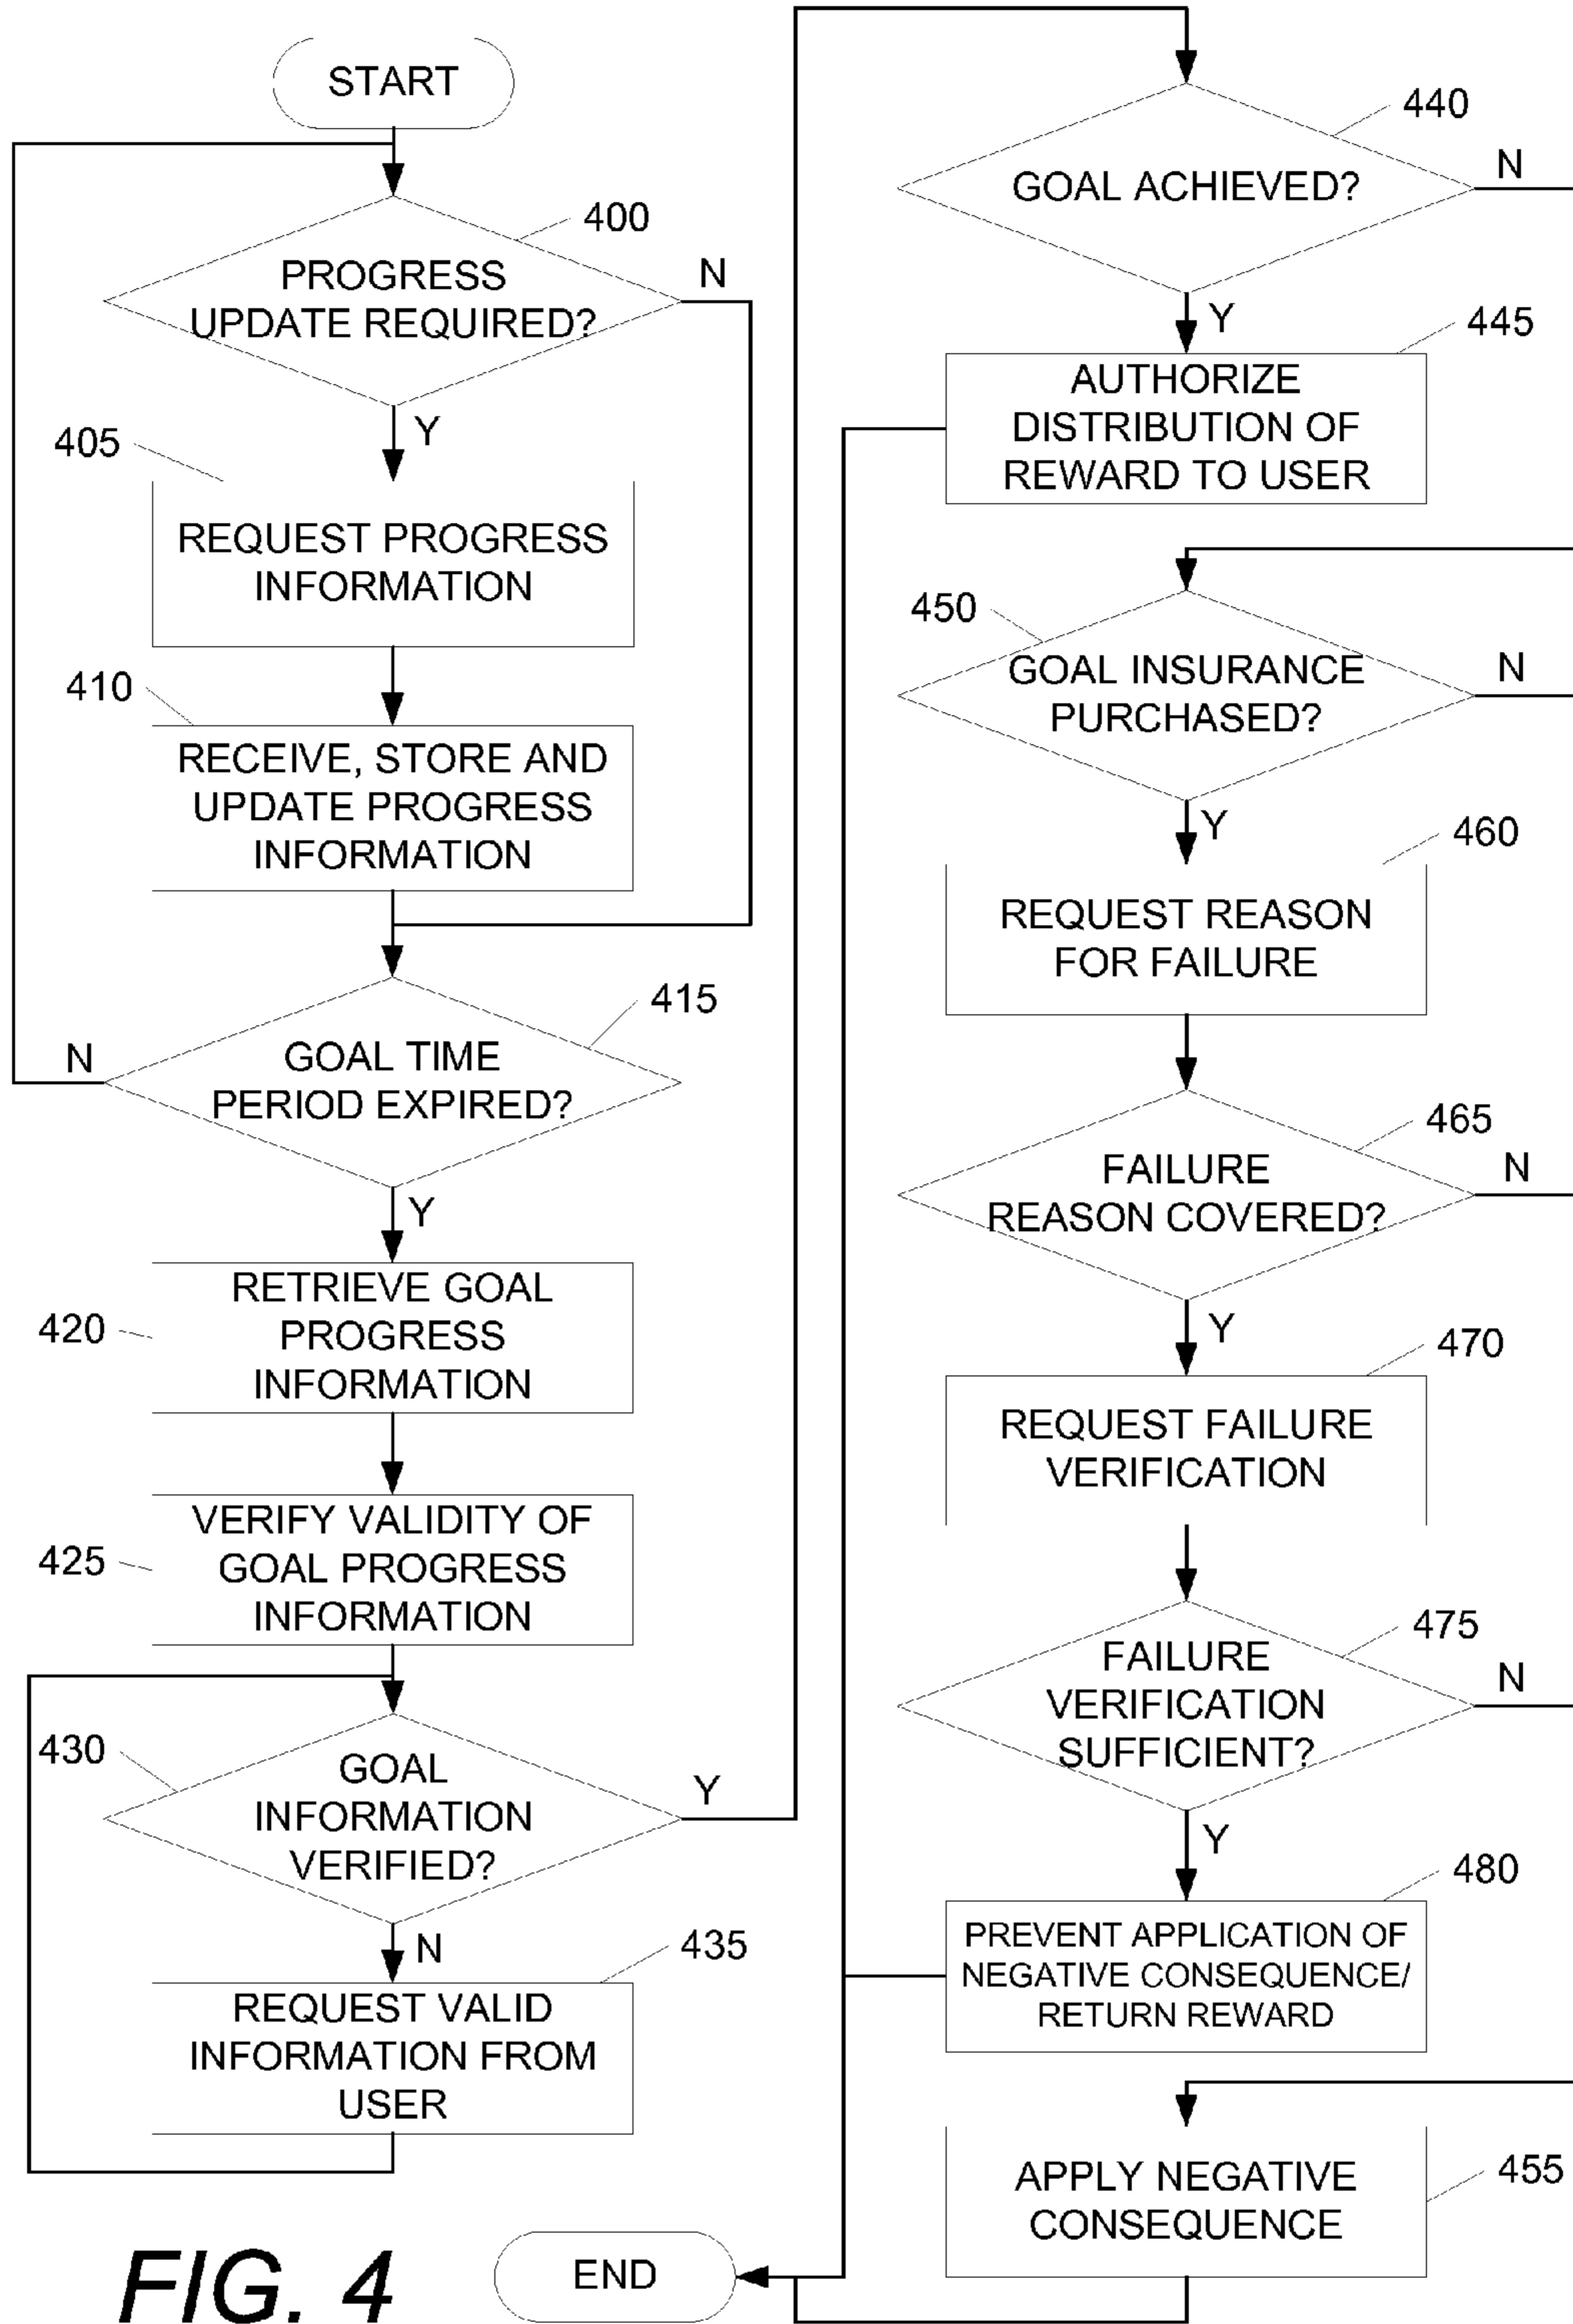 START
400
PROGRESS
UPDATE REQUIRED?
N
Y
405
REQUEST PROGRESS
INFORMATION
410
RECEIVE, STORE AND
UPDATE PROGRESS
INFORMATION
415
N
GOAL TIME
PERIOD EXPIRED?
Y
420
RETRIEVE GOAL
PROGRESS
INFORMATION
425
VERIFY VALIDITY OF
GOAL PROGRESS
INFORMATION
430
GOAL
INFORMATION
VERIFIED?
Y
N
435
REQUEST VALID
INFORMATION FROM
USER
440
GOAL ACHIEVED?
N
Y
445
AUTHORIZE
DISTRIBUTION OF
REWARD TO USER
450
GOAL INSURANCE
PURCHASED?
N
Y
460
REQUEST REASON
FOR FAILURE
465
FAILURE
REASON COVERED?
N
Y
470
REQUEST FAILURE
VERIFICATION
475
FAILURE
VERIFICATION
SUFFICIENT?
N
Y
480
PREVENT APPLICATION OF
NEGATIVE CONSEQUENCE/
RETURN REWARD
455
APPLY NEGATIVE
CONSEQUENCE
END
FIG. 4